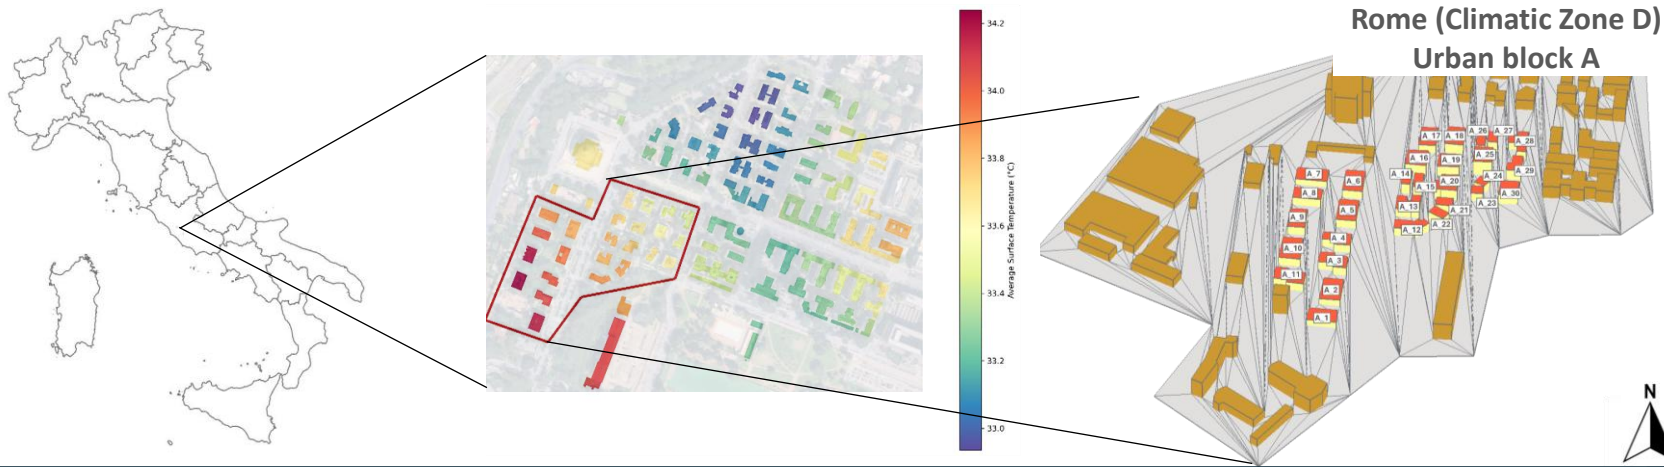 Rome (Climatic Zone D)
Urban block A
34.2
34.0
33.8
33.6
33.4
33.2
33.0
Average Surface Temperature (°C)
A_17
A_18
A_26
A_27
A_28
A_16
A_19
A_25
A_14
A_15
A_20
A_24
A_29
A_30
A_13
A_21
A_23
A_12
A_22
A_7
A_6
A_8
A_9
A_5
A_10
A_4
A_3
A_11
A_2
A_1
N